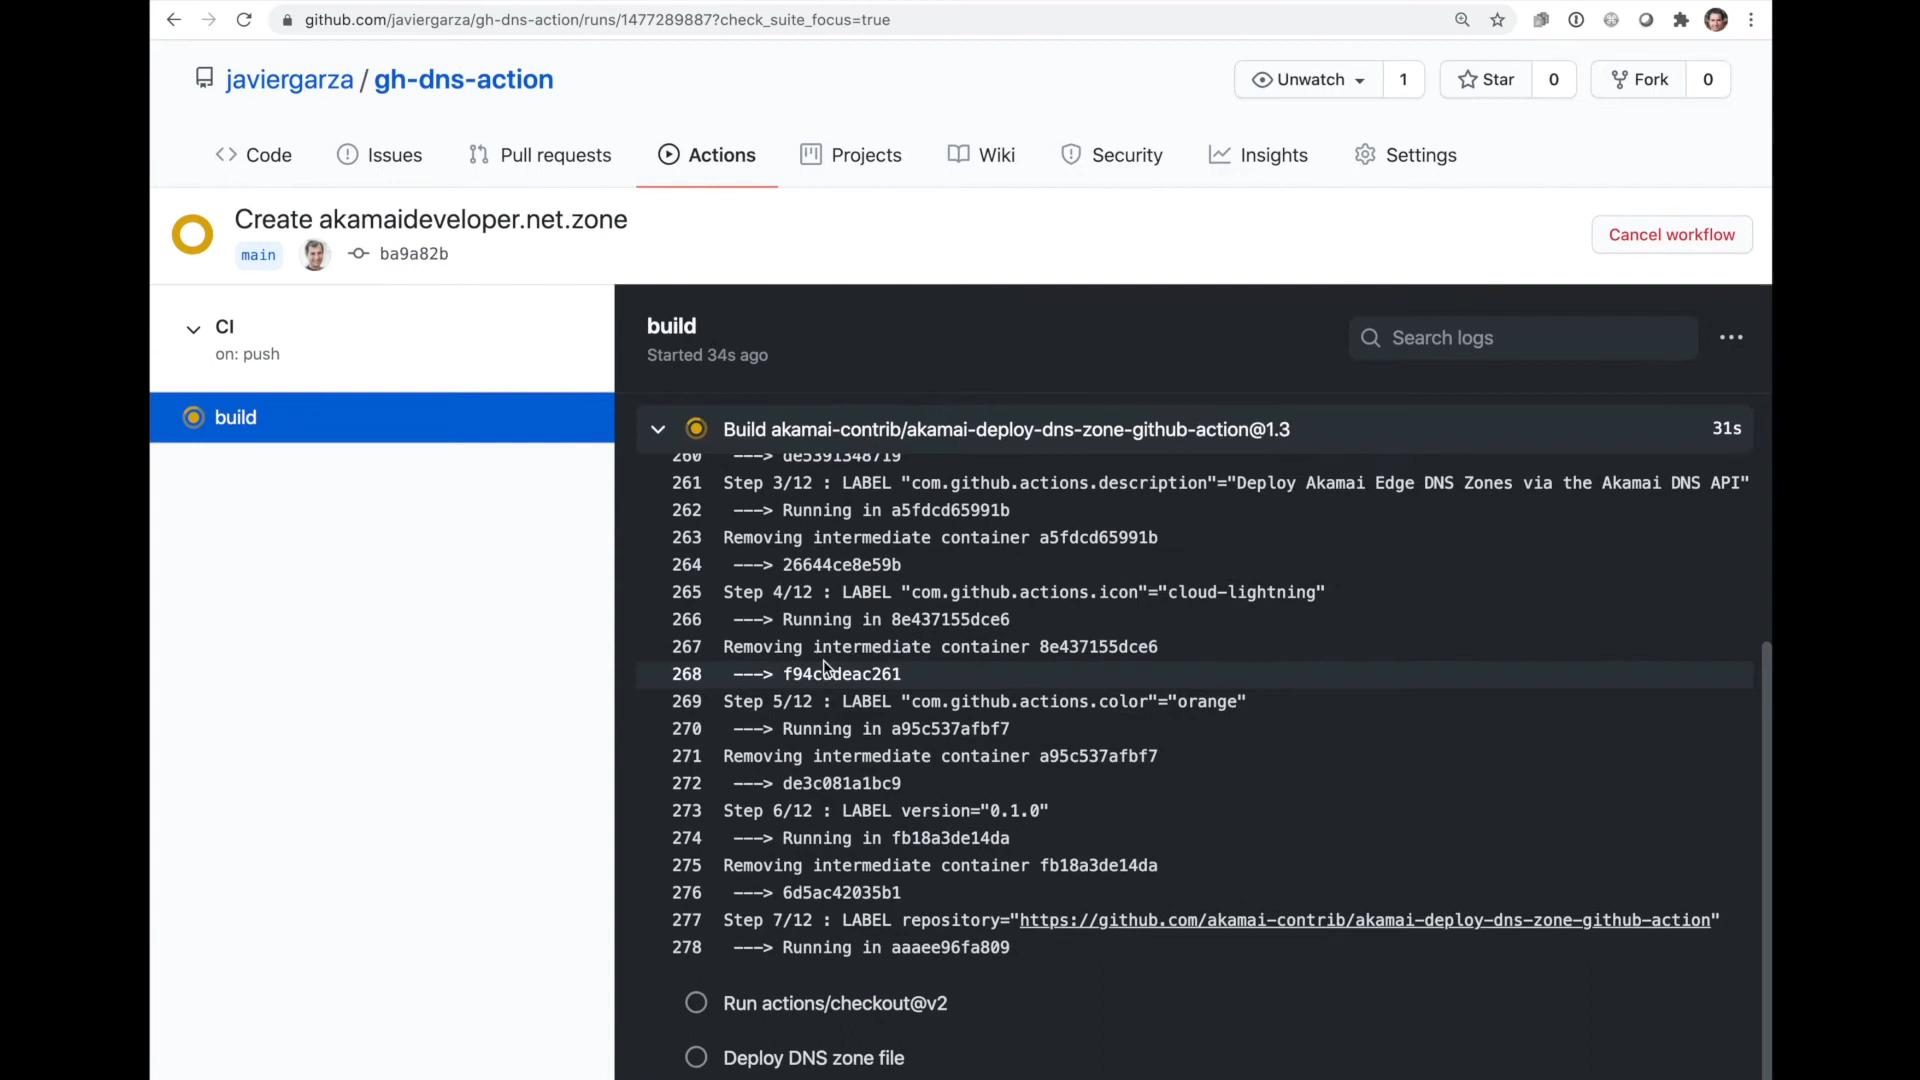 github.com/javiergarza/gh-dns-action/runs/1477289887?check_suite_focus=true
javiergarza / gh-dns-action
Unwatch 1
Star 0
Fork 0
Code Issues Pull requests Actions Projects Wiki Security Insights Settings
Create akamaideveloper.net.zone
Cancel workflow
main ba9a82b
CI
on: push
build
build
Started 34s ago
Search logs
Build akamai-contrib/akamai-deploy-dns-zone-github-action@1.3 31s
260 ---> de5391348719
261 Step 3/12 : LABEL "com.github.actions.description"="Deploy Akamai Edge DNS Zones via the Akamai DNS API"
262 ---> Running in a5fdcd65991b
263 Removing intermediate container a5fdcd65991b
264 ---> 26644ce8e59b
265 Step 4/12 : LABEL "com.github.actions.icon"="cloud-lightning"
266 ---> Running in 8e437155dce6
267 Removing intermediate container 8e437155dce6
268 --->
269 Step 5/12 : LABEL "com.github.actions.color"="orange"
270 ---> Running in a95c537afbf7
271 Removing intermediate container a95c537afbf7
272 ---> de3c081a1bc9
273 Step 6/12 : LABEL version="0.1.0"
274 ---> Running in fb18a3de14da
275 Removing intermediate container fb18a3de14da
276 ---> 6d5ac42035b1
277 Step 7/12 : LABEL repository="https://github.com/akamai-contrib/akamai-deploy-dns-zone-github-action"
278 ---> Running in aaaee96fa809
Run actions/checkout@v2
Deploy DNS zone file